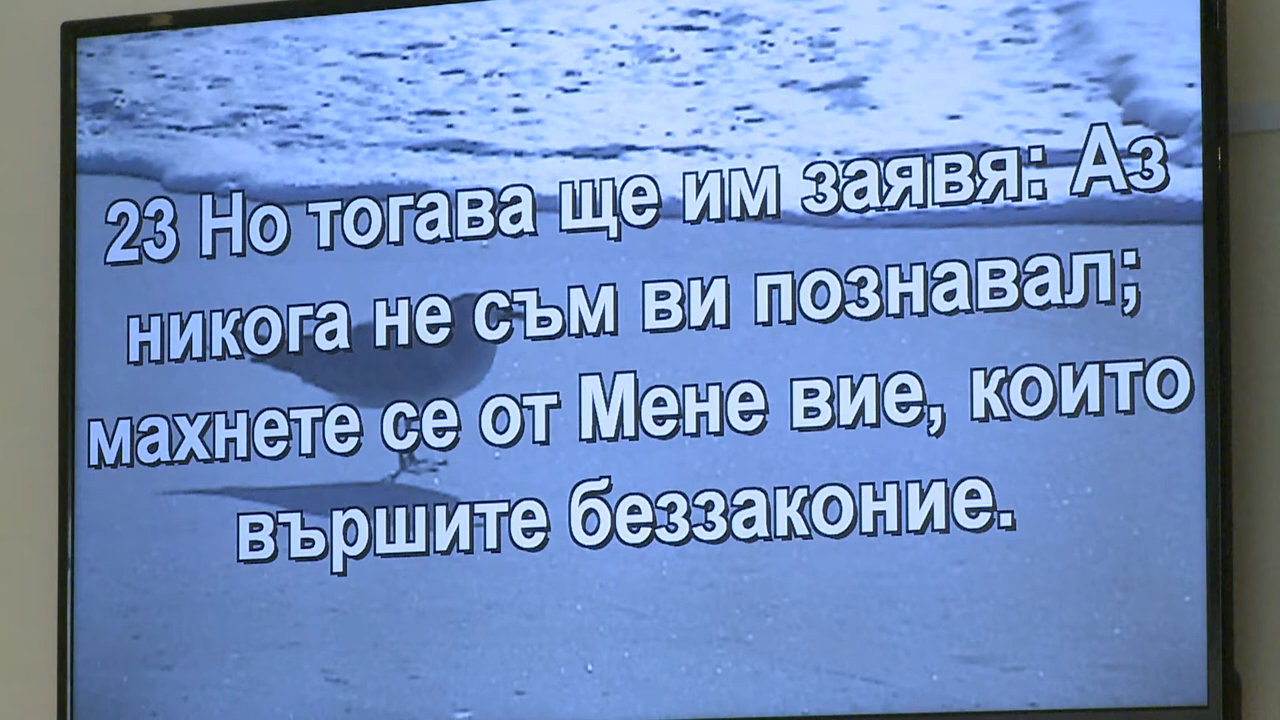 23 Но тогава ще им заявя: Аз
никога не съм ви познавал;
махнете се от Мене вие, които
вършите беззаконие.